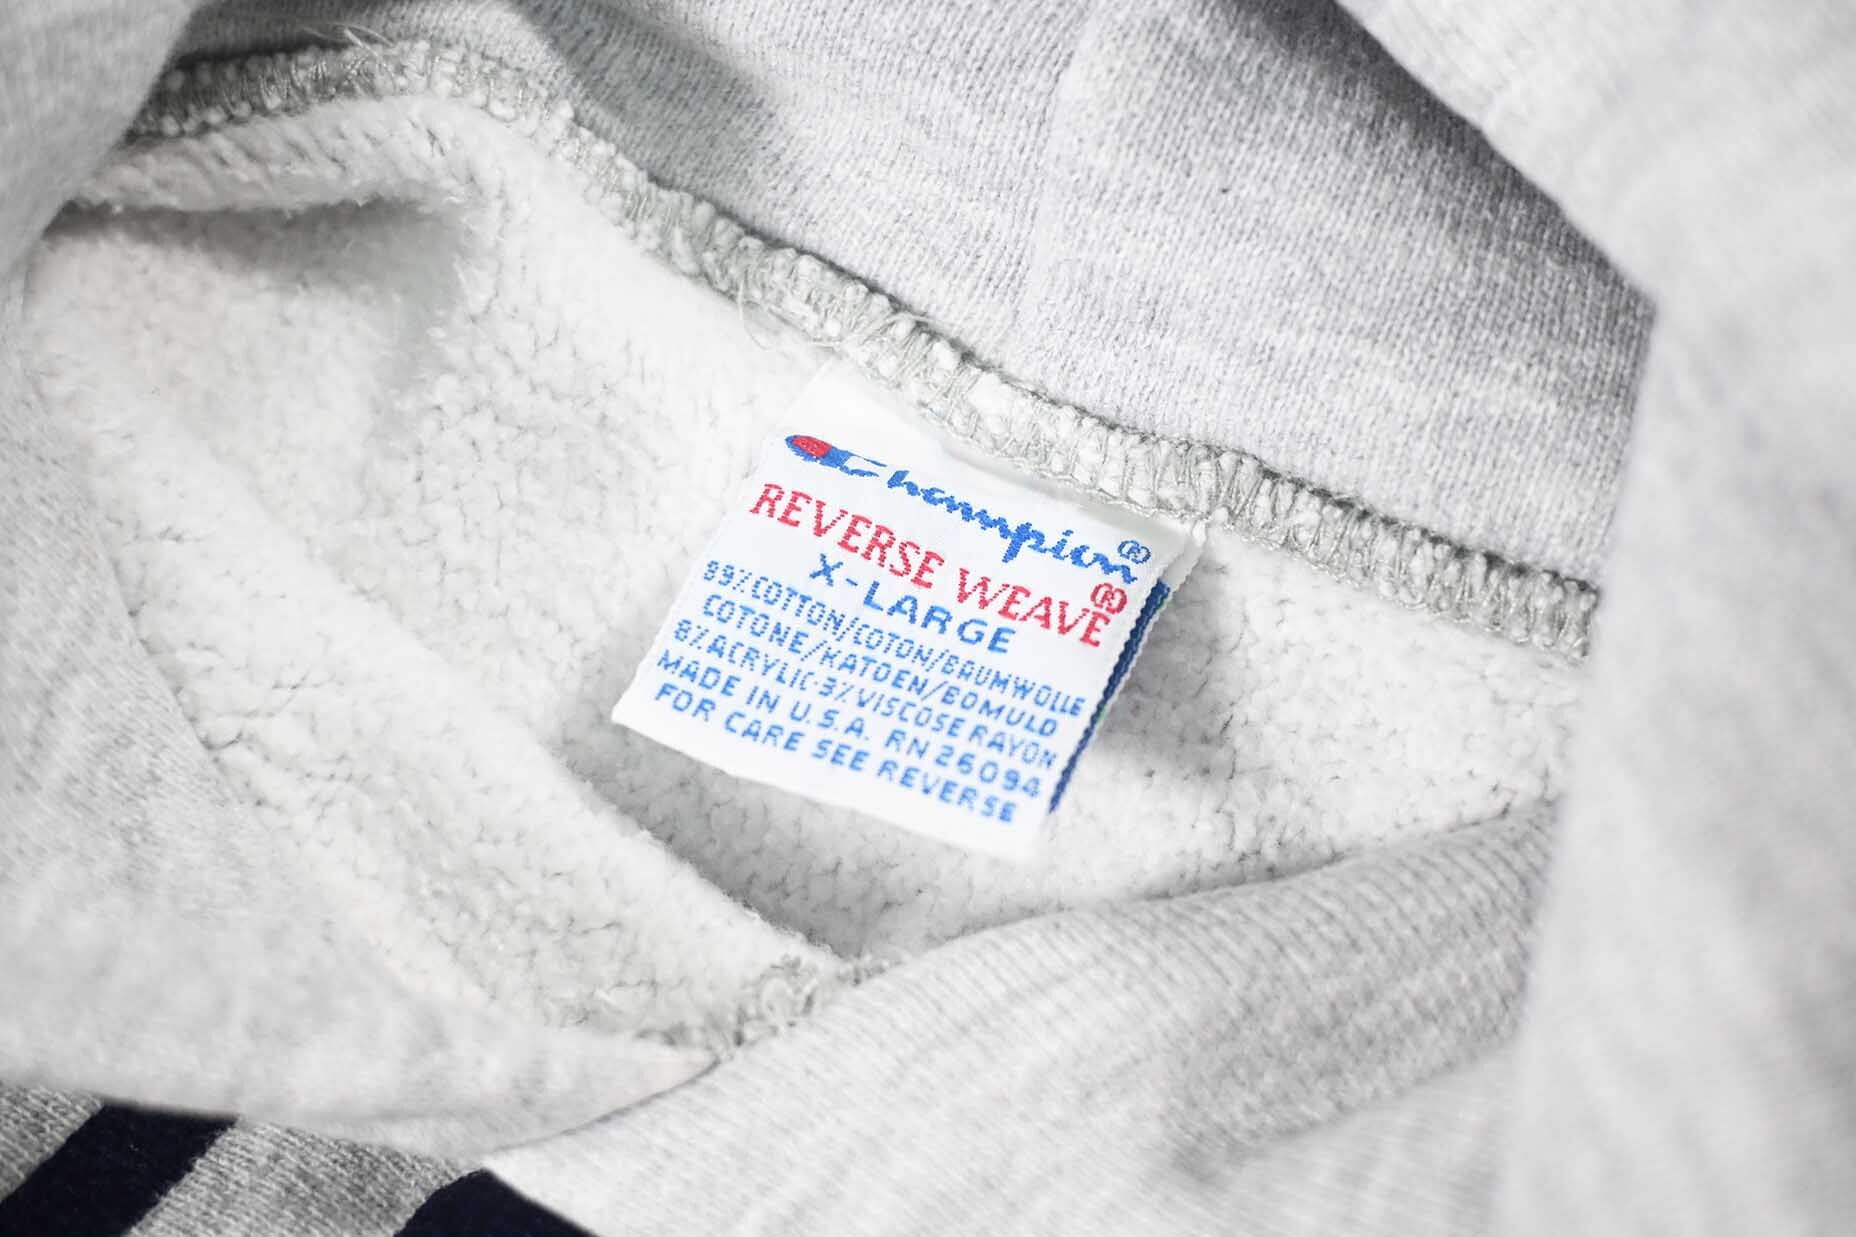 Champion®
REVERSE WEAVE®
X-LARGE
99%COTTON/COTON/BAUMWOLLE
COTONE/KATOEN/BOMULD
8%ACRYLIC-3%VISCOSE RAYON
MADE IN U.S.A. RN 26094
FOR CARE SEE REVERSE